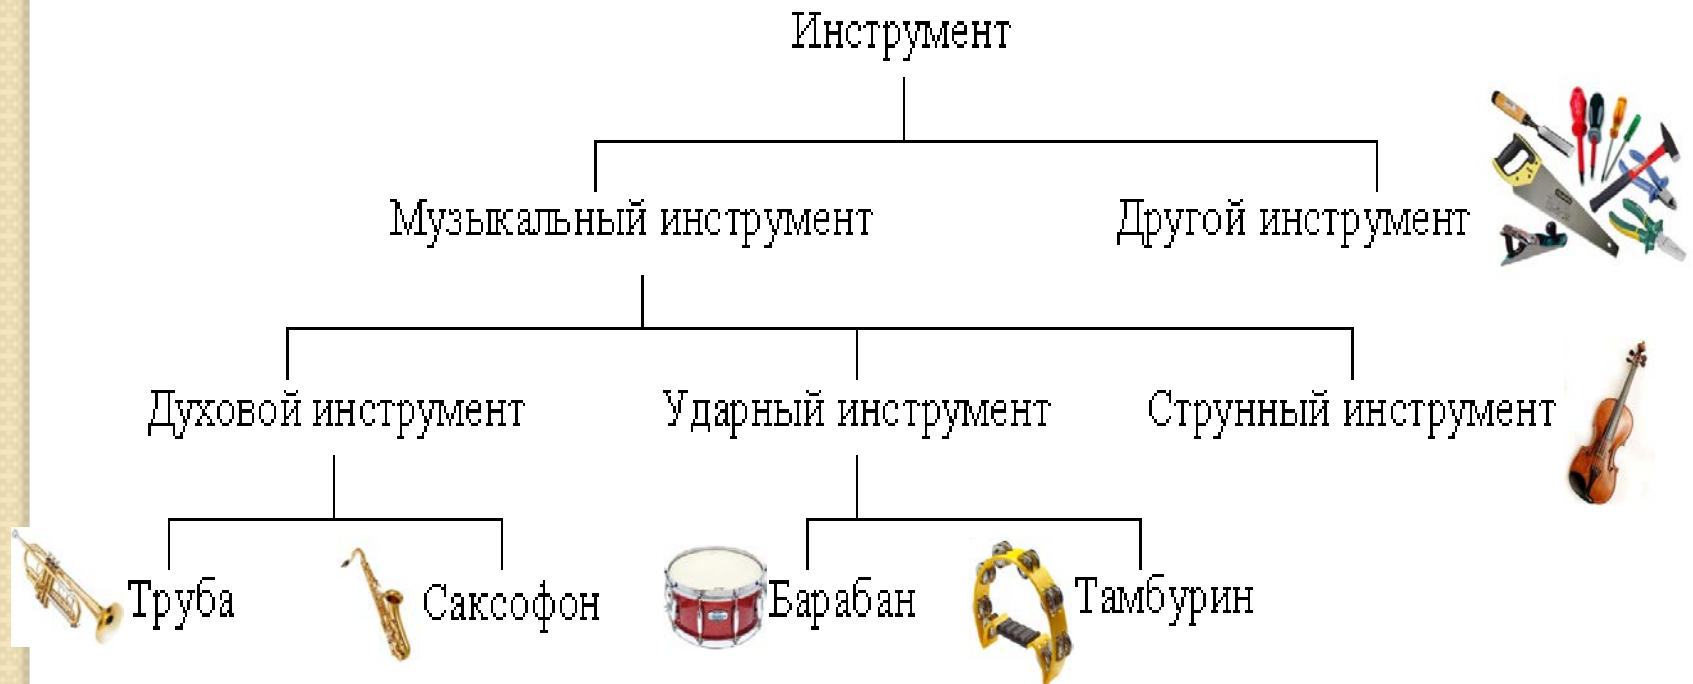 Инструмент
Музыкальный инструмент
Другой инструмент
Духовой инструмент
Ударный инструмент
Струнный инструмент
Труба
Саксофон
Барабан
Тамбурин